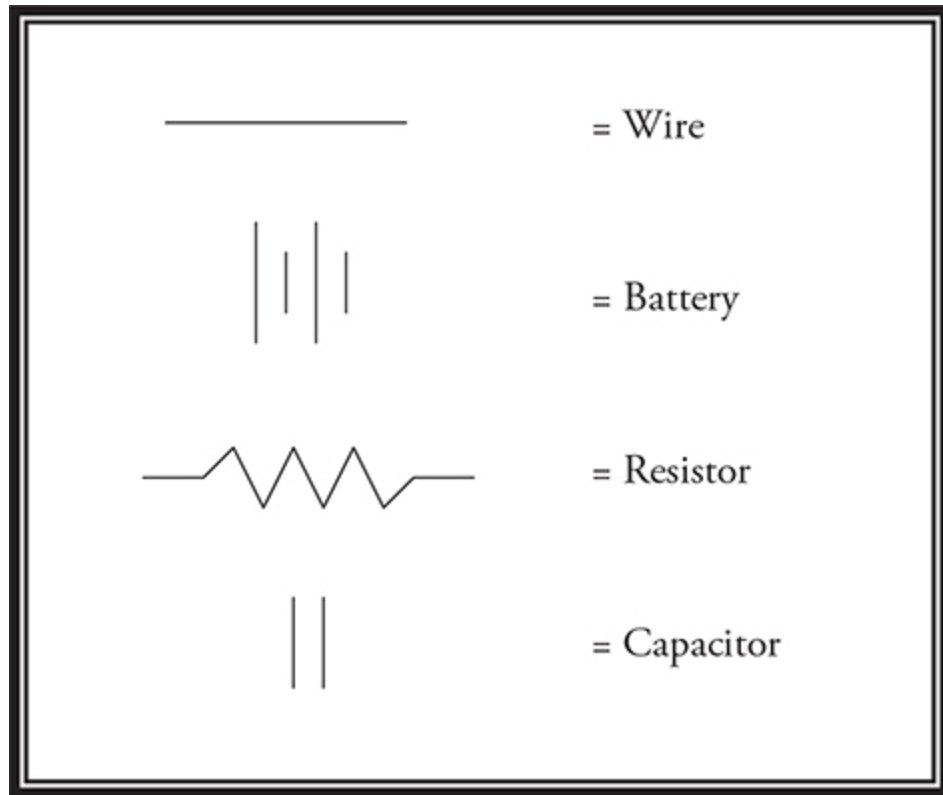 = Wire
= Battery
= Resistor
= Capacitor